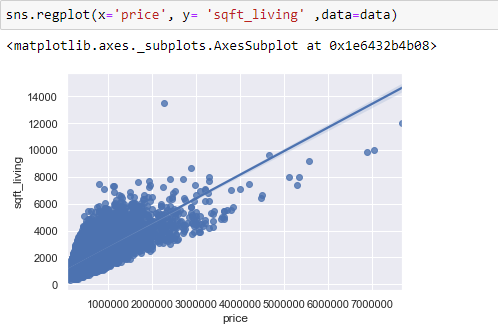 sns.regplot(x='price', y= 'sqft_living' ,data=data)
<matplotlib.axes._subplots.AxesSubplot at 0x1e6432b4b08>
14000
12000
10000
8000
6000
4000
2000
0
sqft_living
1000000 2000000 3000000 4000000 5000000 6000000 7000000
price